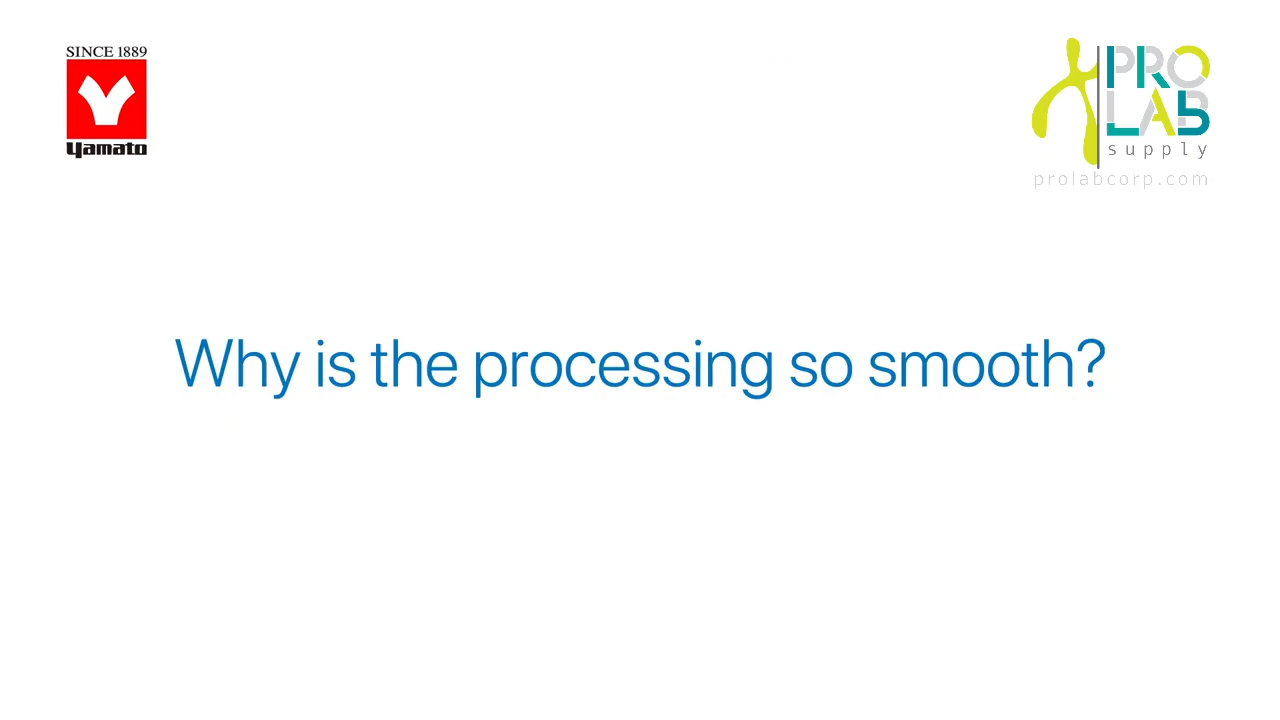 SINCE 1889
Yamato
PRO
LAB
supply
prolabcorp.com
Why is the processing so smooth?